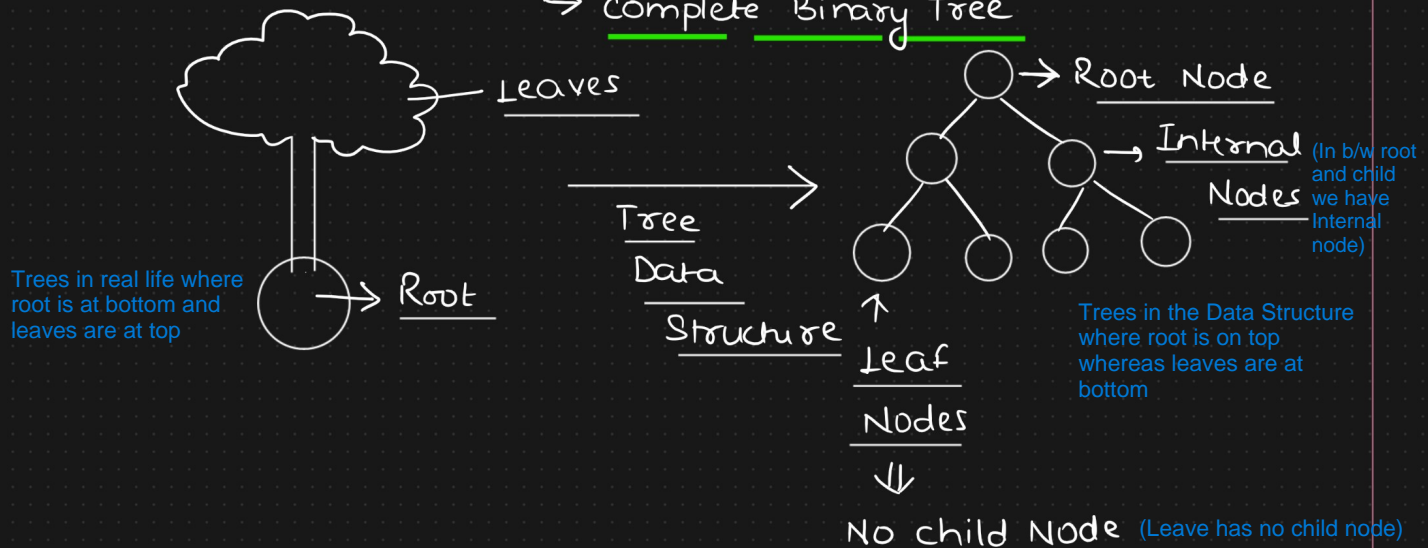 → Complete Binary Tree
Leaves
→ Root Node
→ Internal
Nodes
(In b/w root
and child
we have
Internal
node)
Tree
Data
Structure
Trees in real life where
root is at bottom and
leaves are at top
→ Root
Leaf
Nodes
No child Node (Leave has no child node)
Trees in the Data Structure
where root is on top
whereas leaves are at
bottom